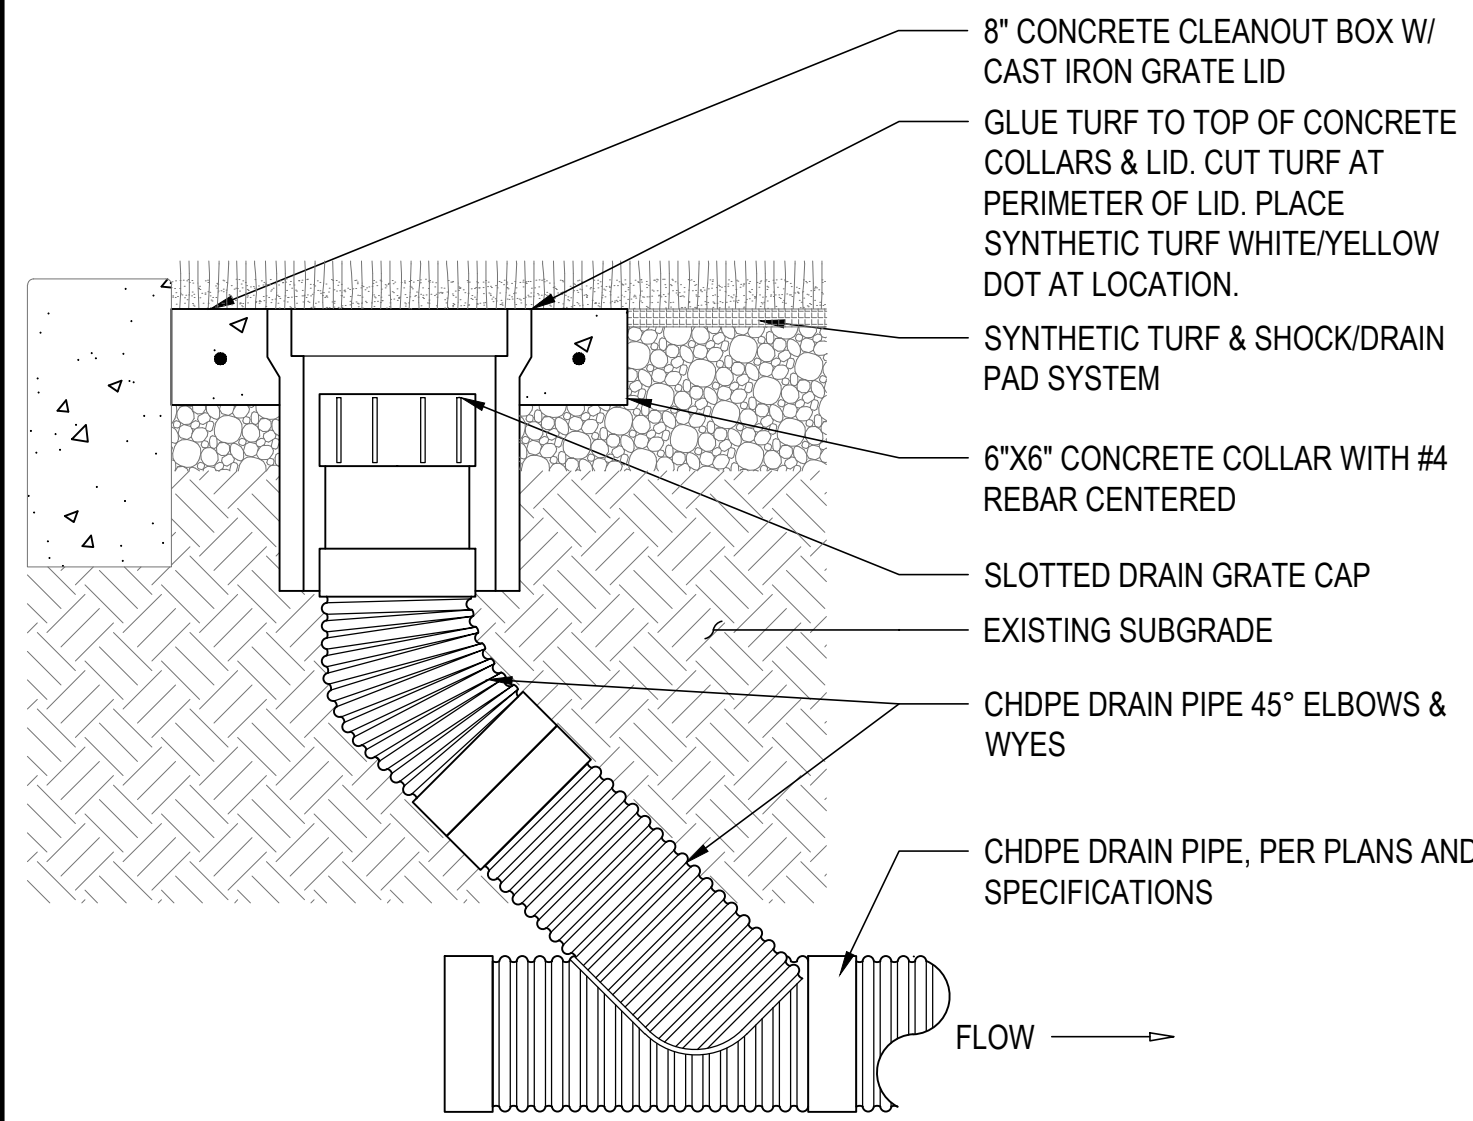 8" CONCRETE CLEANOUT BOX W/
CAST IRON GRATE LID
GLUE TURF TO TOP OF CONCRETE
COLLARS & LID. CUT TURF AT
PERIMETER OF LID. PLACE
SYNTHETIC TURF WHITE/YELLOW
DOT AT LOCATION.
SYNTHETIC TURF & SHOCK/DRAIN
PAD SYSTEM
6"X6" CONCRETE COLLAR WITH #4
REBAR CENTERED
SLOTTED DRAIN GRATE CAP
EXISTING SUBGRADE
CHDPE DRAIN PIPE 45° ELBOWS &
WYES
CHDPE DRAIN PIPE, PER PLANS AND
SPECIFICATIONS
FLOW